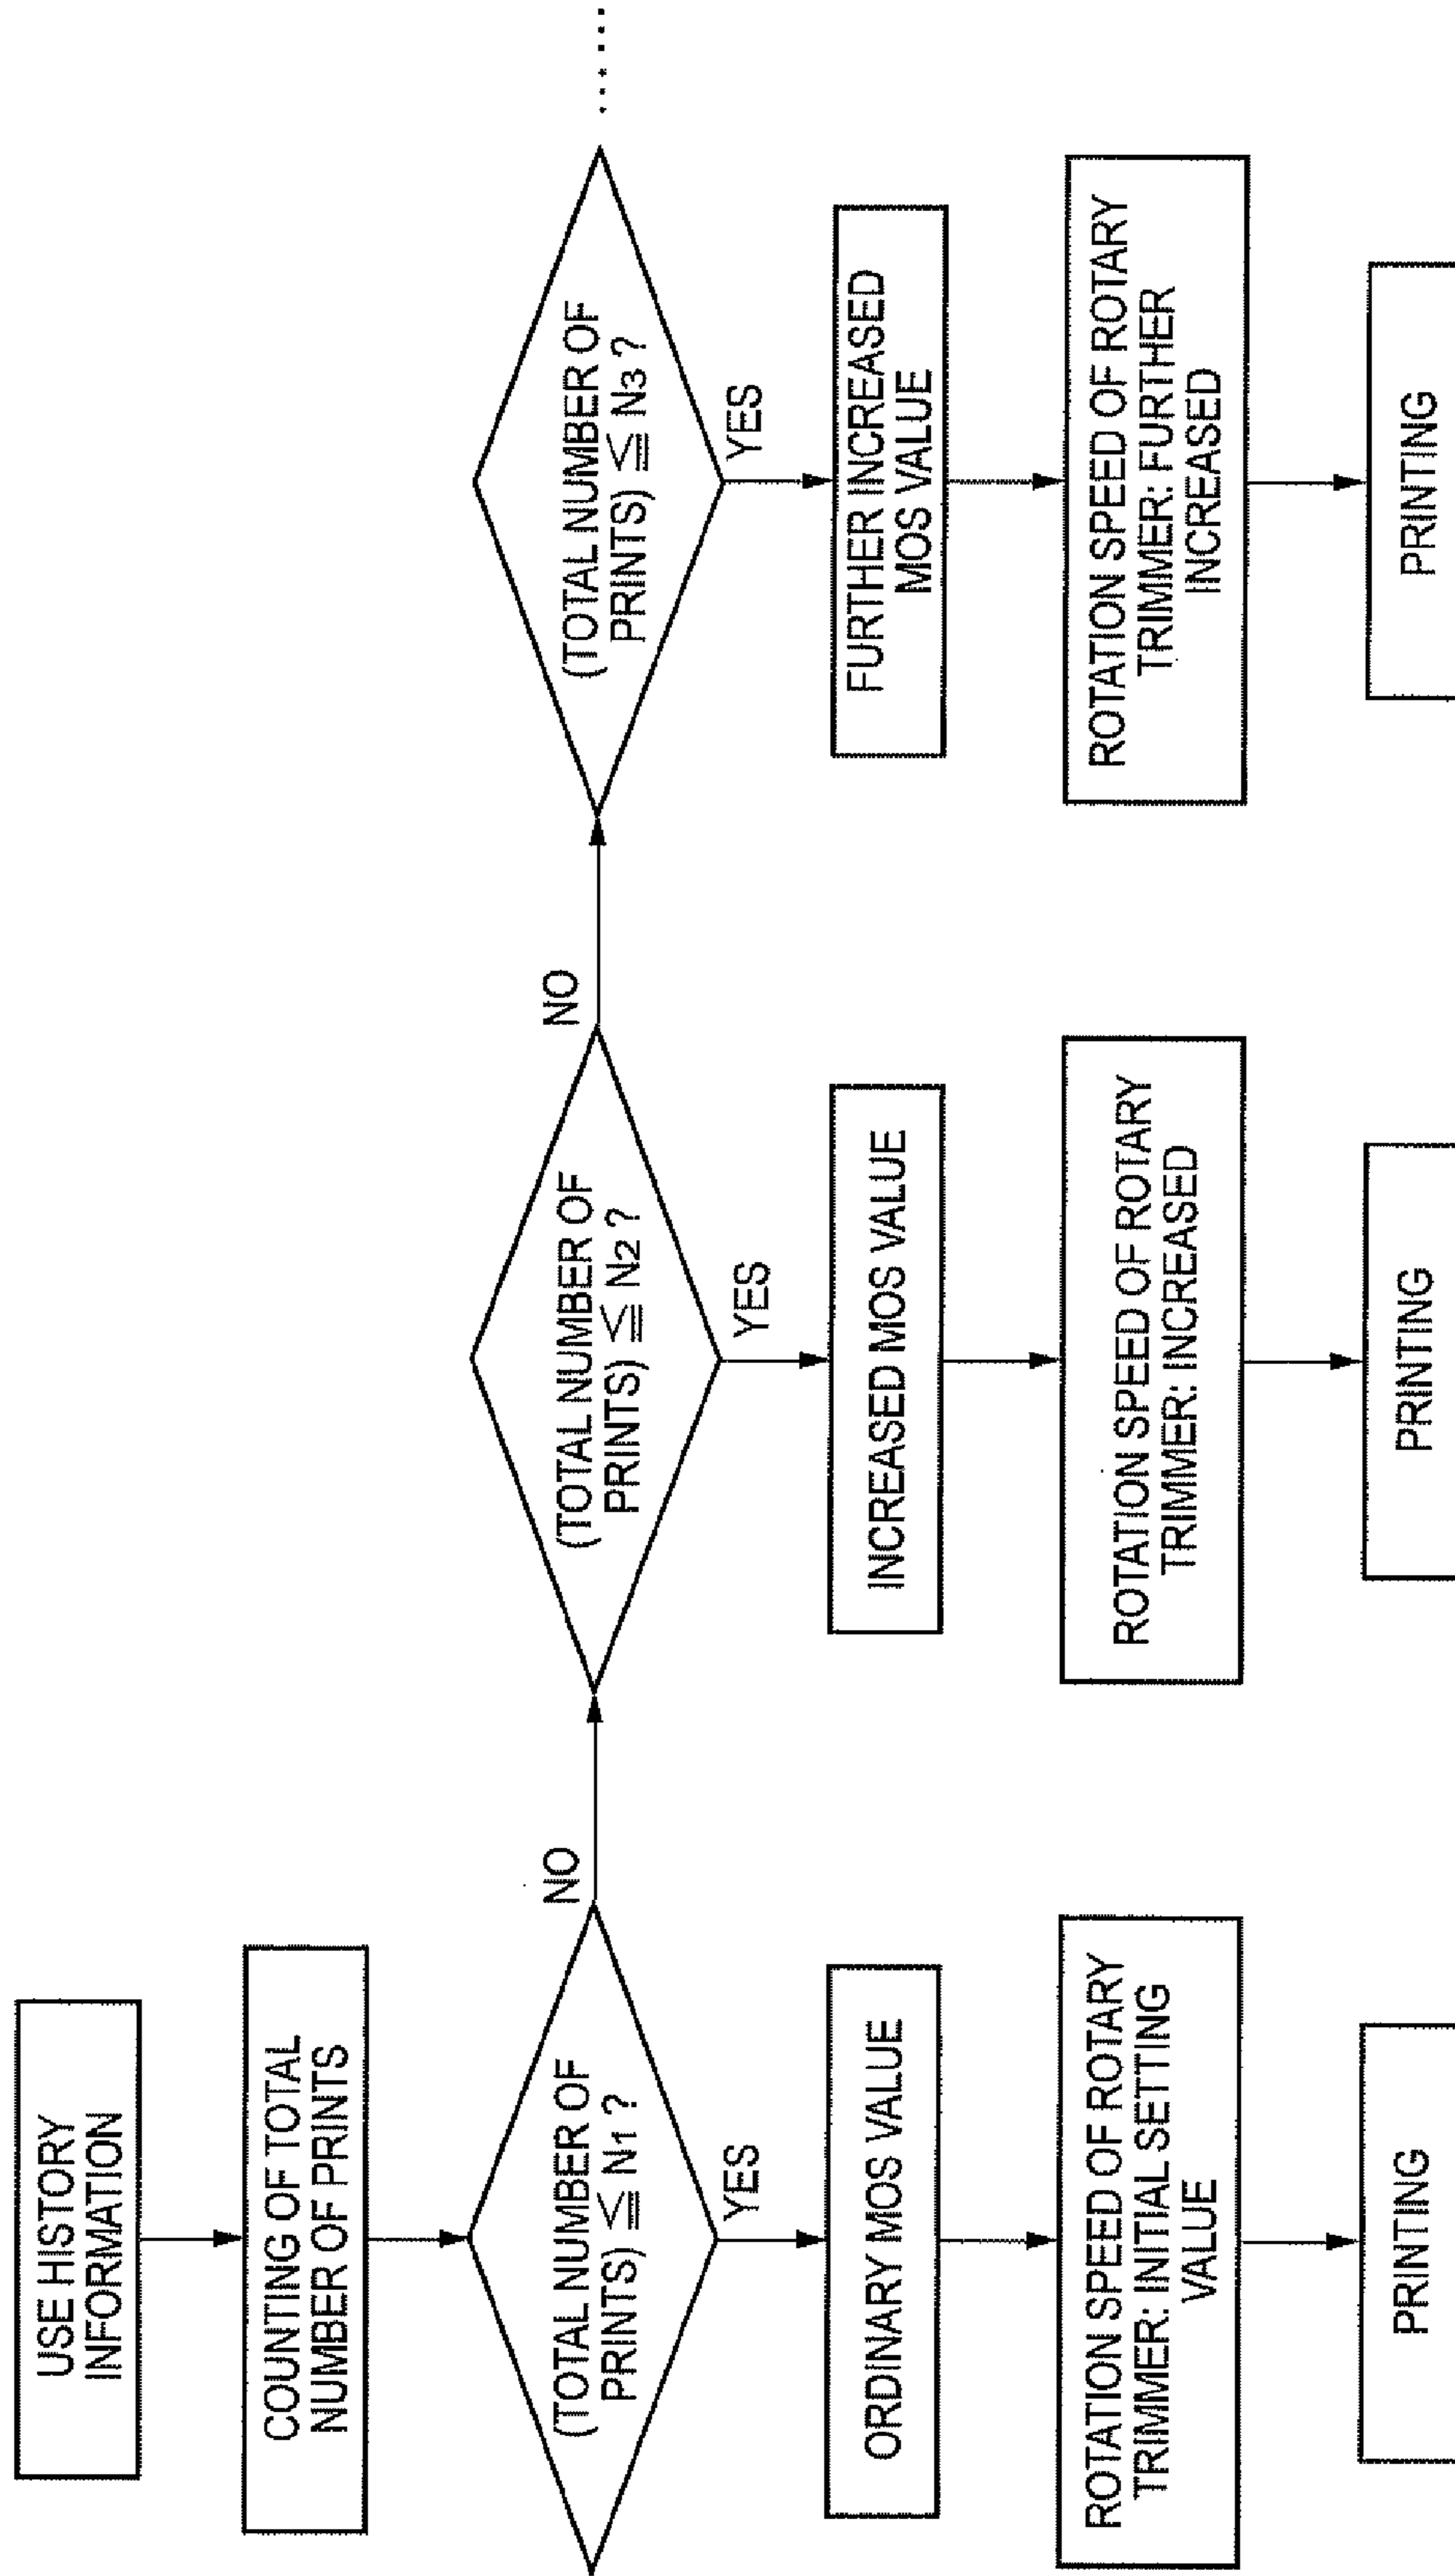 USE HISTORY
INFORMATION
COUNTING OF TOTAL
NUMBER OF PRINTS
(TOTAL NUMBER OF
PRINTS) ≦ N1 ?
YES
NO
ORDINARY MOS VALUE
ROTATION SPEED OF ROTARY
TRIMMER: INITIAL SETTING
VALUE
PRINTING
(TOTAL NUMBER OF
PRINTS) ≦ N2 ?
YES
NO
INCREASED MOS VALUE
ROTATION SPEED OF ROTARY
TRIMMER: INCREASED
PRINTING
(TOTAL NUMBER OF
PRINTS) ≦ N3 ?
YES
FURTHER INCREASED
MOS VALUE
ROTATION SPEED OF ROTARY
TRIMMER: FURTHER
INCREASED
PRINTING
......